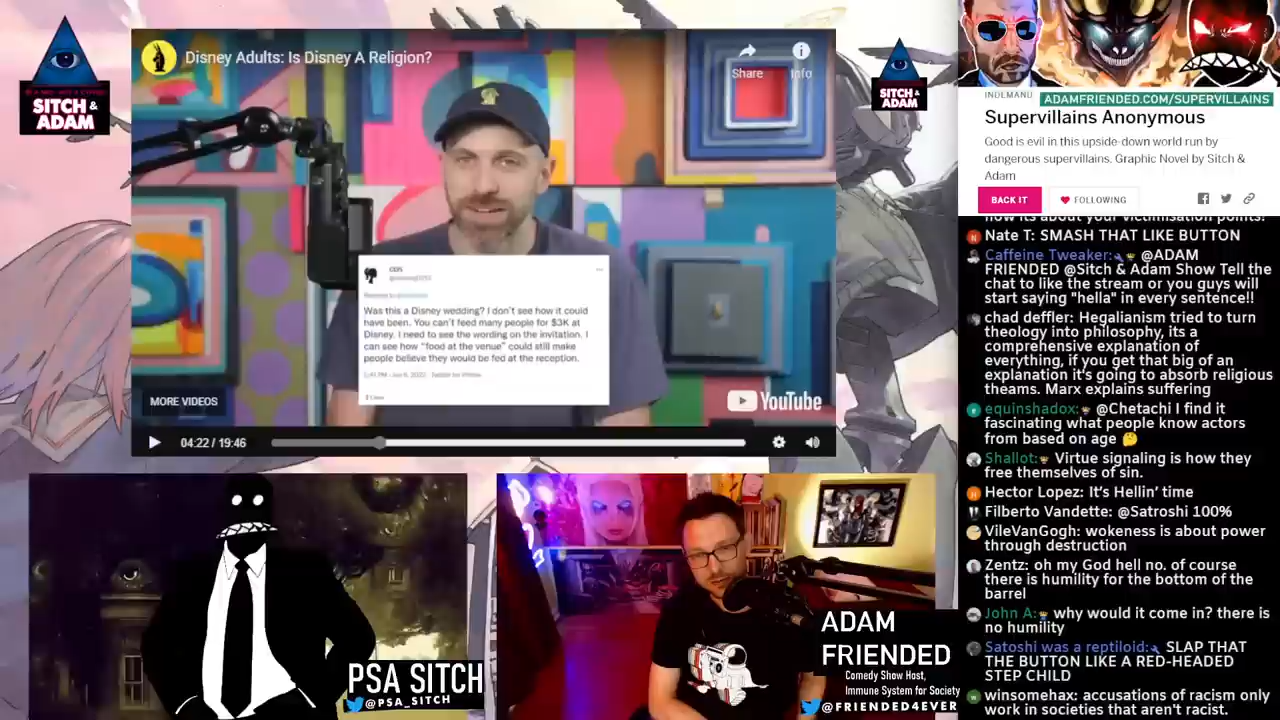 SITCH &
ADAM
Disney Adults: Is Disney A Religion?
Share
Info
Was this a Disney wedding? I don't see how it could
have been. You can't feed many people for $3K at
Disney. I need to see the wording on the invitation. I
can see how "food at the venue" could still make
people believe they would be fed at the reception.
MORE VIDEOS
YouTube
04:22 / 19:46
SITCH &
ADAM
INDEMAND
ADAMFRIENDED.COM/SUPERVILLAINS
Supervillains Anonymous
Good is evil in this upside-down world run by
dangerous supervillains. Graphic Novel by Sitch &
Adam
BACK IT
FOLLOWING
how its about your victimisation points!
Nate T: SMASH THAT LIKE BUTTON
Caffeine Tweaker: @ADAM
FRIENDED @Sitch & Adam Show Tell the
chat to like the stream or you guys will
start saying "hella" in every sentence!!
chad deffler: Hegalianism tried to turn
theology into philosophy, its a
comprehensive explanation of
everything, if you get that big of an
explanation it's going to absorb religious
theams. Marx explains suffering
equinshadox: @Chetachi I find it
fascinating what people know actors
from based on age
Shallot: Virtue signaling is how they
free themselves of sin.
Hector Lopez: It's Hellin' time
Filberto Vandette: @Satroshi 100%
VileVanGogh: wokeness is about power
through destruction
Zentz: oh my God hell no. of course
there is humility for the bottom of the
barrel
John A: why would it come in? there is
no humility
Satoshi was a reptiloid: SLAP THAT
THE BUTTON LIKE A RED-HEADED
STEP CHILD
winsomehax: accusations of racism only
work in societies that aren't racist.
PSA SITCH
@PSA_SITCH
ADAM
FRIENDED
Comedy Show Host,
Immune System for Society
@FRIENDED4EVER